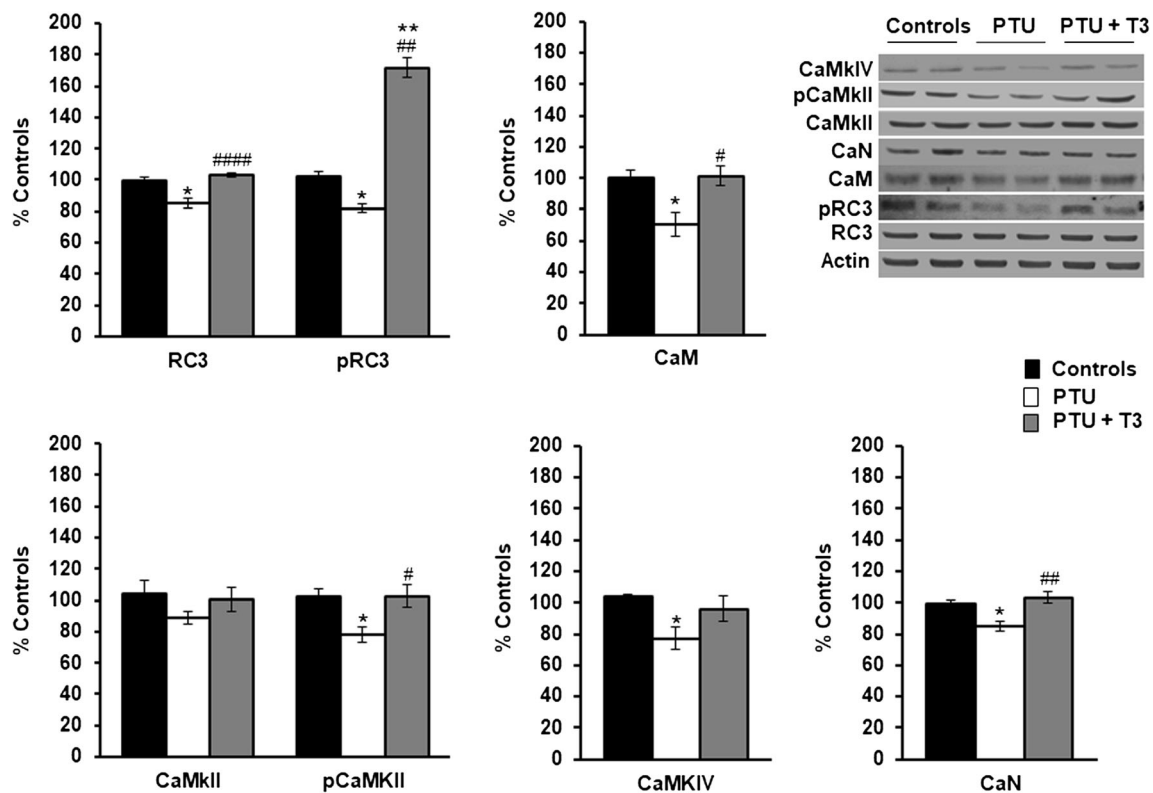 200
180
160
140
120
100
80
60
40
20
0
% Controls
*
####
*
**
##
RC3
pRC3
200
180
160
140
120
100
80
60
40
20
0
% Controls
*
#
CaM
Controls PTU PTU + T3
CaMkIV
pCaMkII
CaMkII
CaN
CaM
pRC3
RC3
Actin
Controls
PTU
PTU + T3
200
180
160
140
120
100
80
60
40
20
0
% Controls
*
#
CaMkII
pCaMKII
200
180
160
140
120
100
80
60
40
20
0
% Controls
*
CaMKIV
200
180
160
140
120
100
80
60
40
20
0
% Controls
*
##
CaN